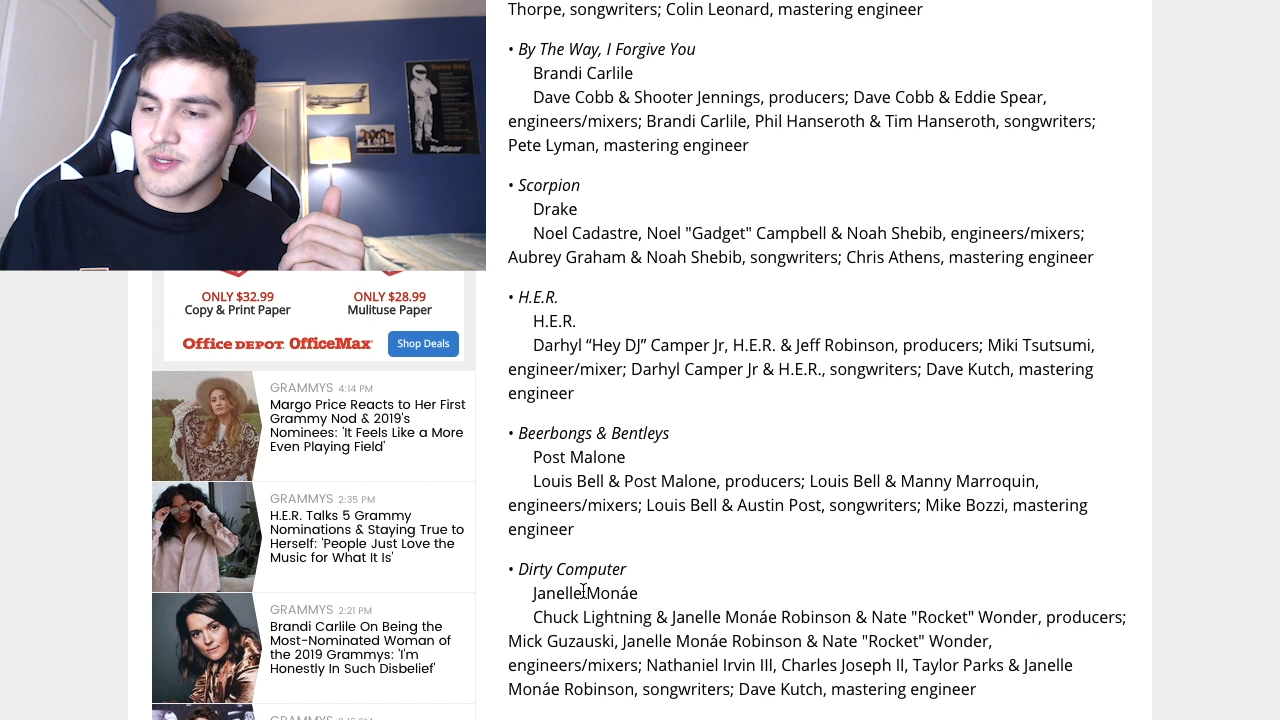 Thorpe, songwriters; Colin Leonard, mastering engineer
• By The Way, I Forgive You
Brandi Carlile
Dave Cobb & Shooter Jennings, producers; Dave Cobb & Eddie Spear,
engineers/mixers; Brandi Carlile, Phil Hanseroth & Tim Hanseroth, songwriters;
Pete Lyman, mastering engineer
• Scorpion
Drake
Noel Cadastre, Noel "Gadget" Campbell & Noah Shebib, engineers/mixers;
Aubrey Graham & Noah Shebib, songwriters; Chris Athens, mastering engineer
• H.E.R.
H.E.R.
Darhyl “Hey DJ” Camper Jr, H.E.R. & Jeff Robinson, producers; Miki Tsutsumi,
engineer/mixer; Darhyl Camper Jr & H.E.R., songwriters; Dave Kutch, mastering
engineer
• Beerbongs & Bentleys
Post Malone
Louis Bell & Post Malone, producers; Louis Bell & Manny Marroquin,
engineers/mixers; Louis Bell & Austin Post, songwriters; Mike Bozzi, mastering
engineer
• Dirty Computer
Janelle Monáe
Chuck Lightning & Janelle Monáe Robinson & Nate "Rocket" Wonder, producers;
Mick Guzauski, Janelle Monáe Robinson & Nate "Rocket" Wonder,
engineers/mixers; Nathaniel Irvin III, Charles Joseph II, Taylor Parks & Janelle
Monáe Robinson, songwriters; Dave Kutch, mastering engineer
TopGear
ONLY $32.99
Copy & Print Paper
ONLY $28.99
Mulituse Paper
Office DEPOT OfficeMax
Shop Deals
GRAMMYS 4:14 PM
Margo Price Reacts to Her First
Grammy Nod & 2019's
Nominees: 'It Feels Like a More
Even Playing Field'
GRAMMYS 2:35 PM
H.E.R. Talks 5 Grammy
Nominations & Staying True to
Herself: 'People Just Love the
Music for What It Is'
GRAMMYS 2:21 PM
Brandi Carlile On Being the
Most-Nominated Woman of
the 2019 Grammys: 'I'm
Honestly In Such Disbelief'
GRAMMYS